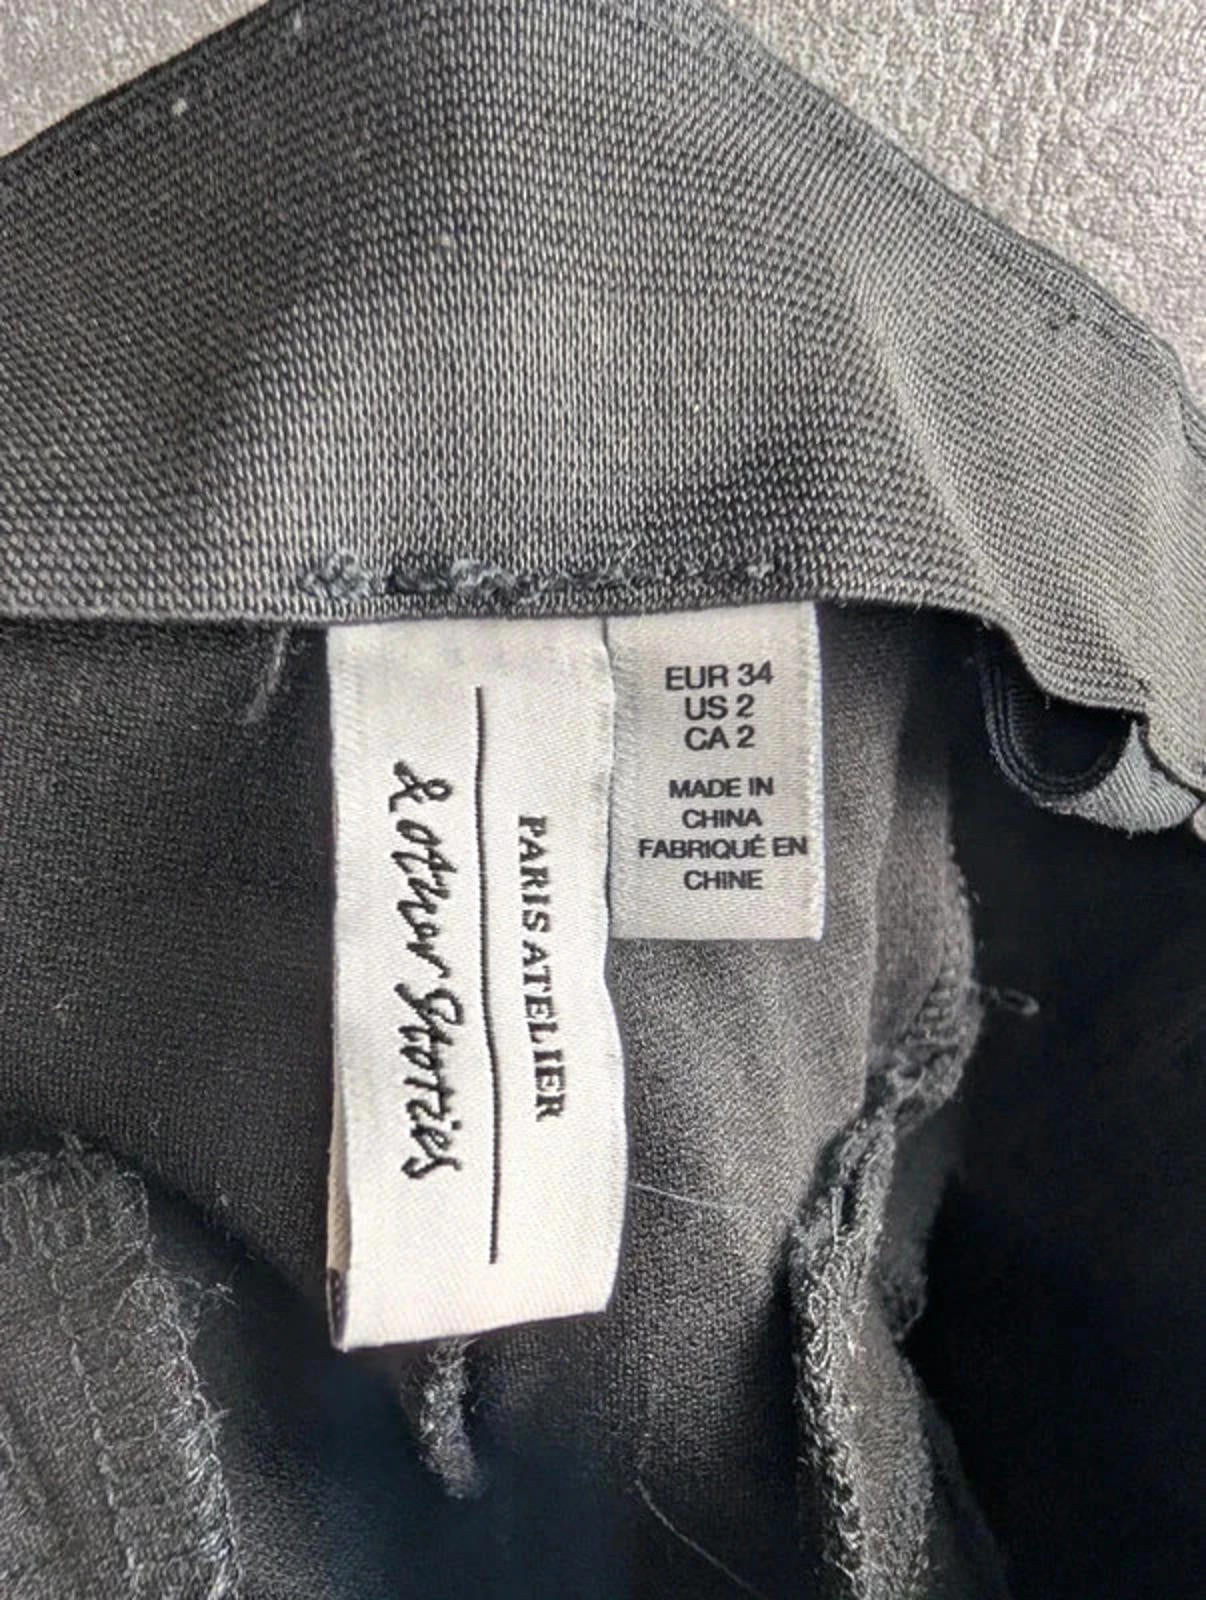 & Other Stories
PARIS ATELIER
EUR 34
US 2
CA 2
MADE IN
CHINA
FABRIQUÉ EN
CHINE